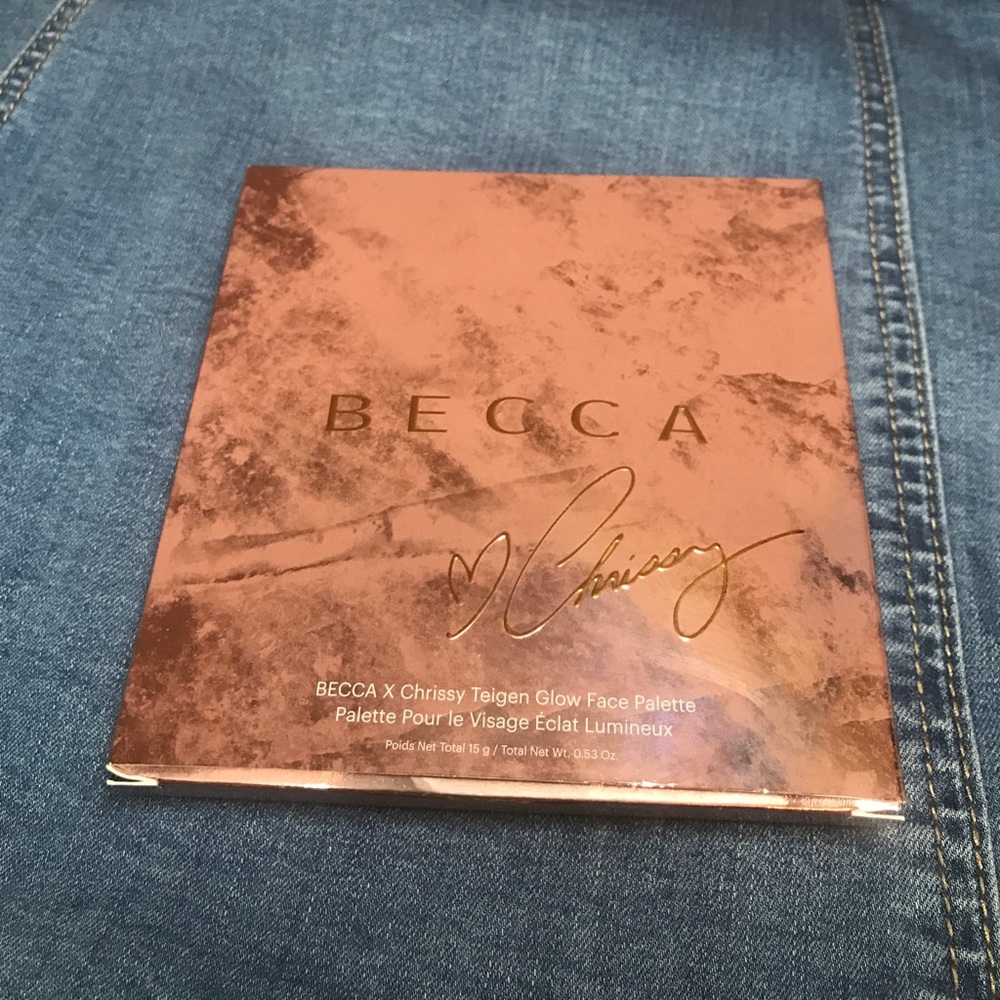 BECCA
♡ Chrissy
BECCA X Chrissy Teigen Glow Face Palette
Palette Pour le Visage Éclat Lumineux
Poids Net Total 15 g / Total Net Wt. 0.53 Oz.